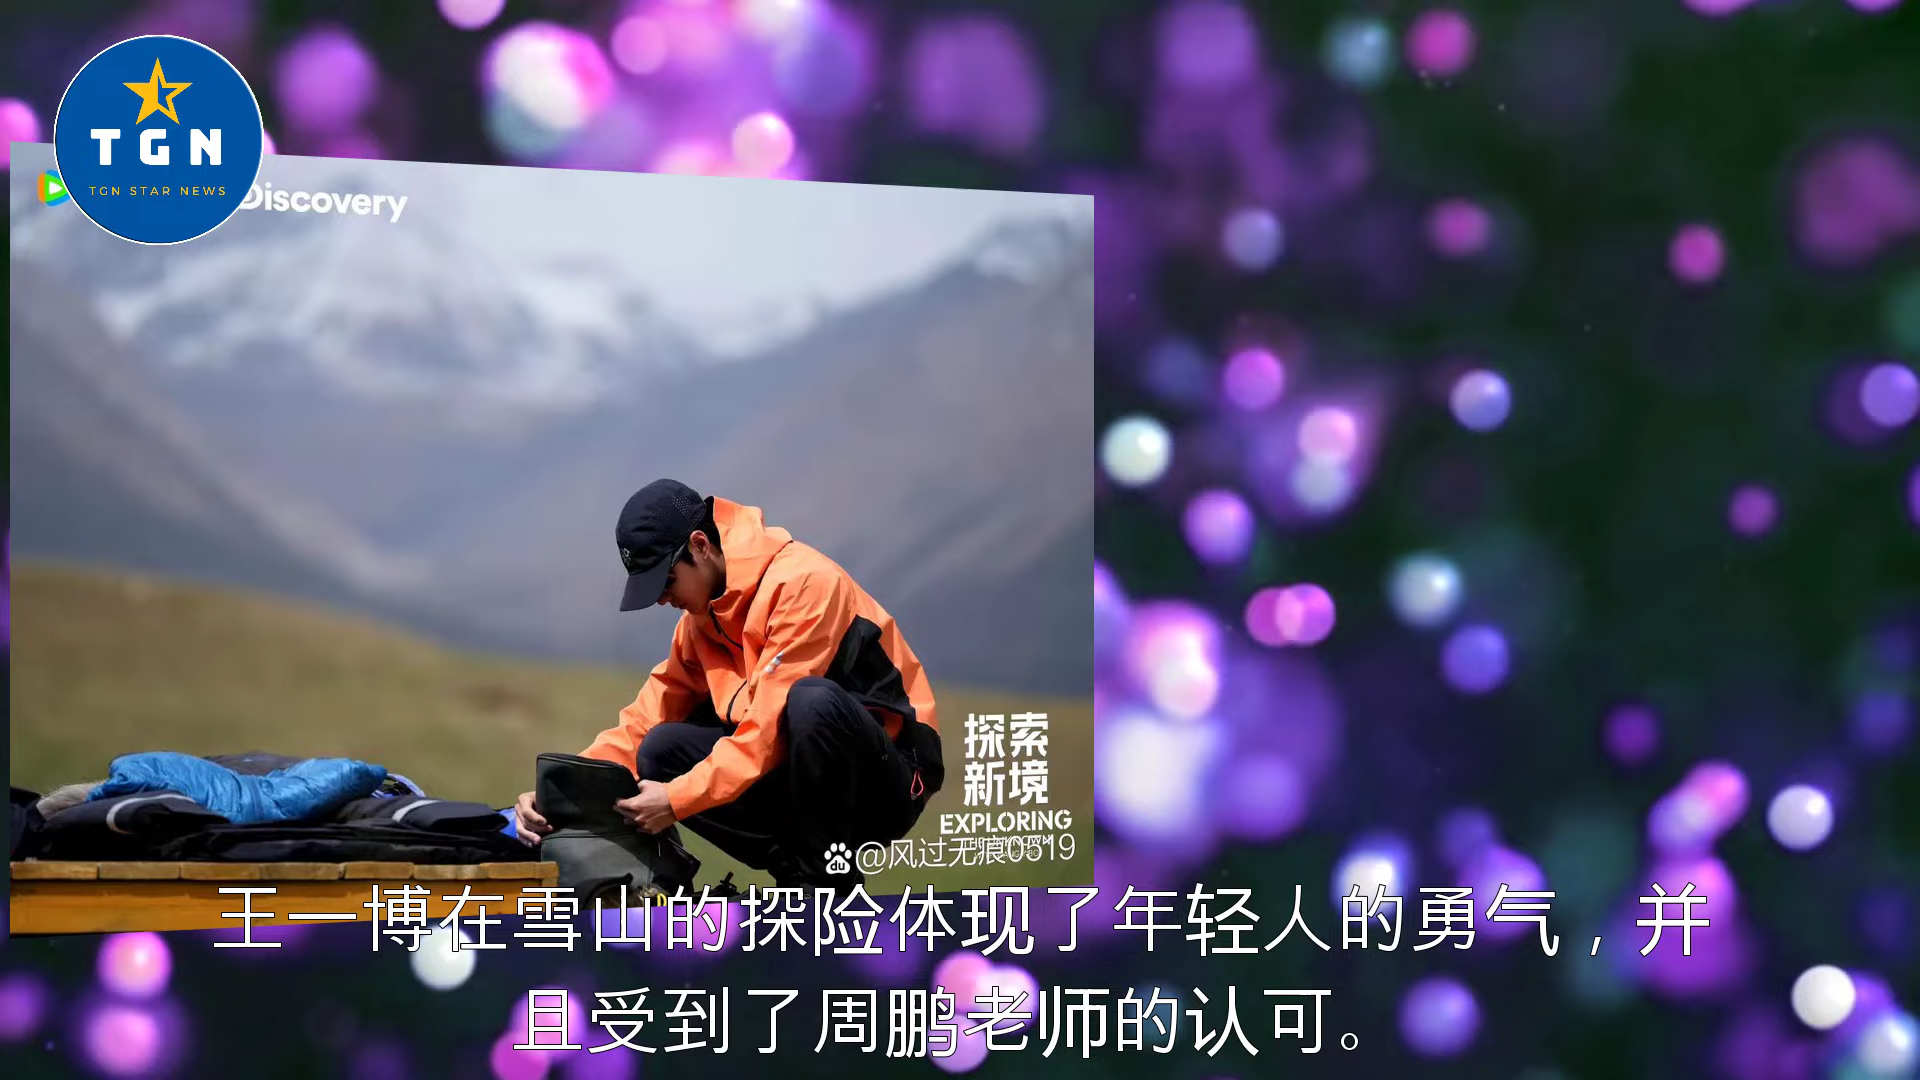 TGN
TGN STAR NEWS
Discovery
探索
新境
EXPLORING
@风过无痕0819
王一博在雪山的探险体现了年轻人的勇气，并
且受到了周鹏老师的认可。